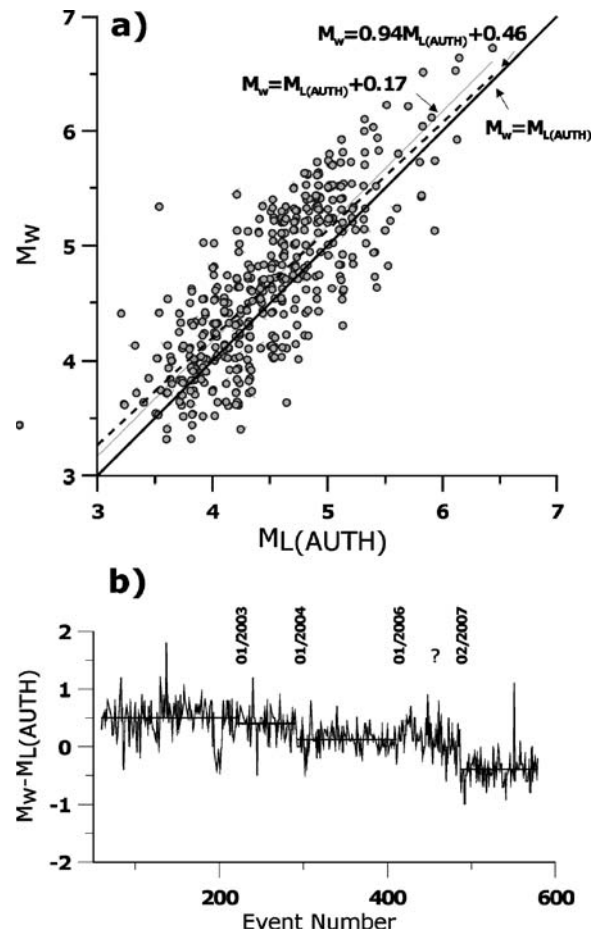 a)
Mw=0.94ML(AUTH)+0.46
Mw=ML(AUTH)+0.17
Mw=ML(AUTH)
7
6
5
4
3
Mw
3 4 5 6 7
ML(AUTH)
b)
01/2003 01/2004 01/2006 ? 02/2007
2
1
0
-1
-2
Mw-ML(AUTH)
200 400 600
Event Number